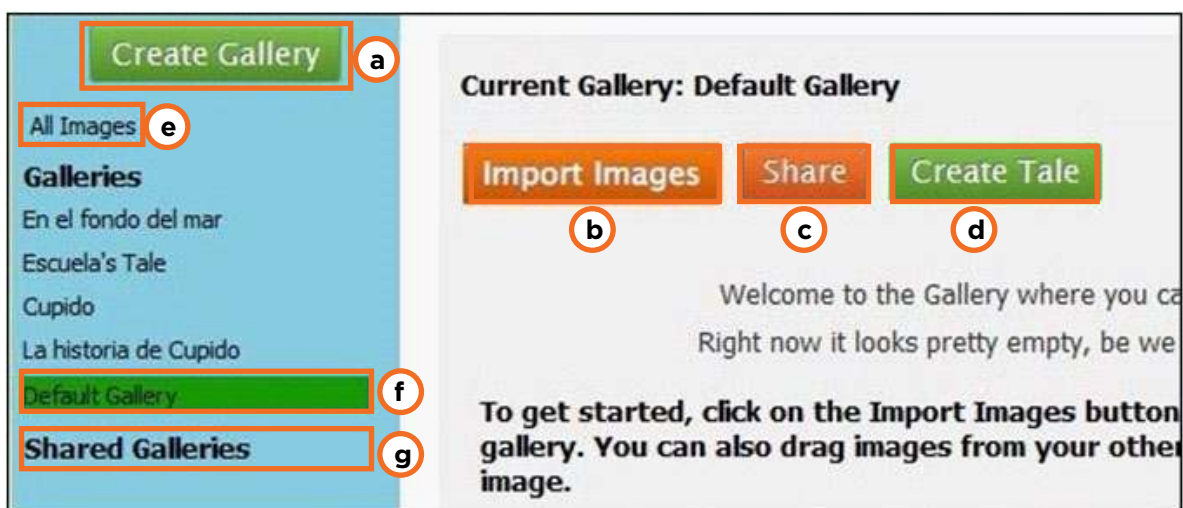 Create Gallery
a
All Images
e
Galleries
En el fondo del mar
Escuela's Tale
Cupido
La historia de Cupido
Default Gallery
f
Shared Galleries
g
Current Gallery: Default Gallery
Import Images
Share
Create Tale
b
c
d
Welcome to the Gallery where you ca
Right now it looks pretty empty, be we
To get started, click on the Import Images button
gallery. You can also drag images from your other
image.